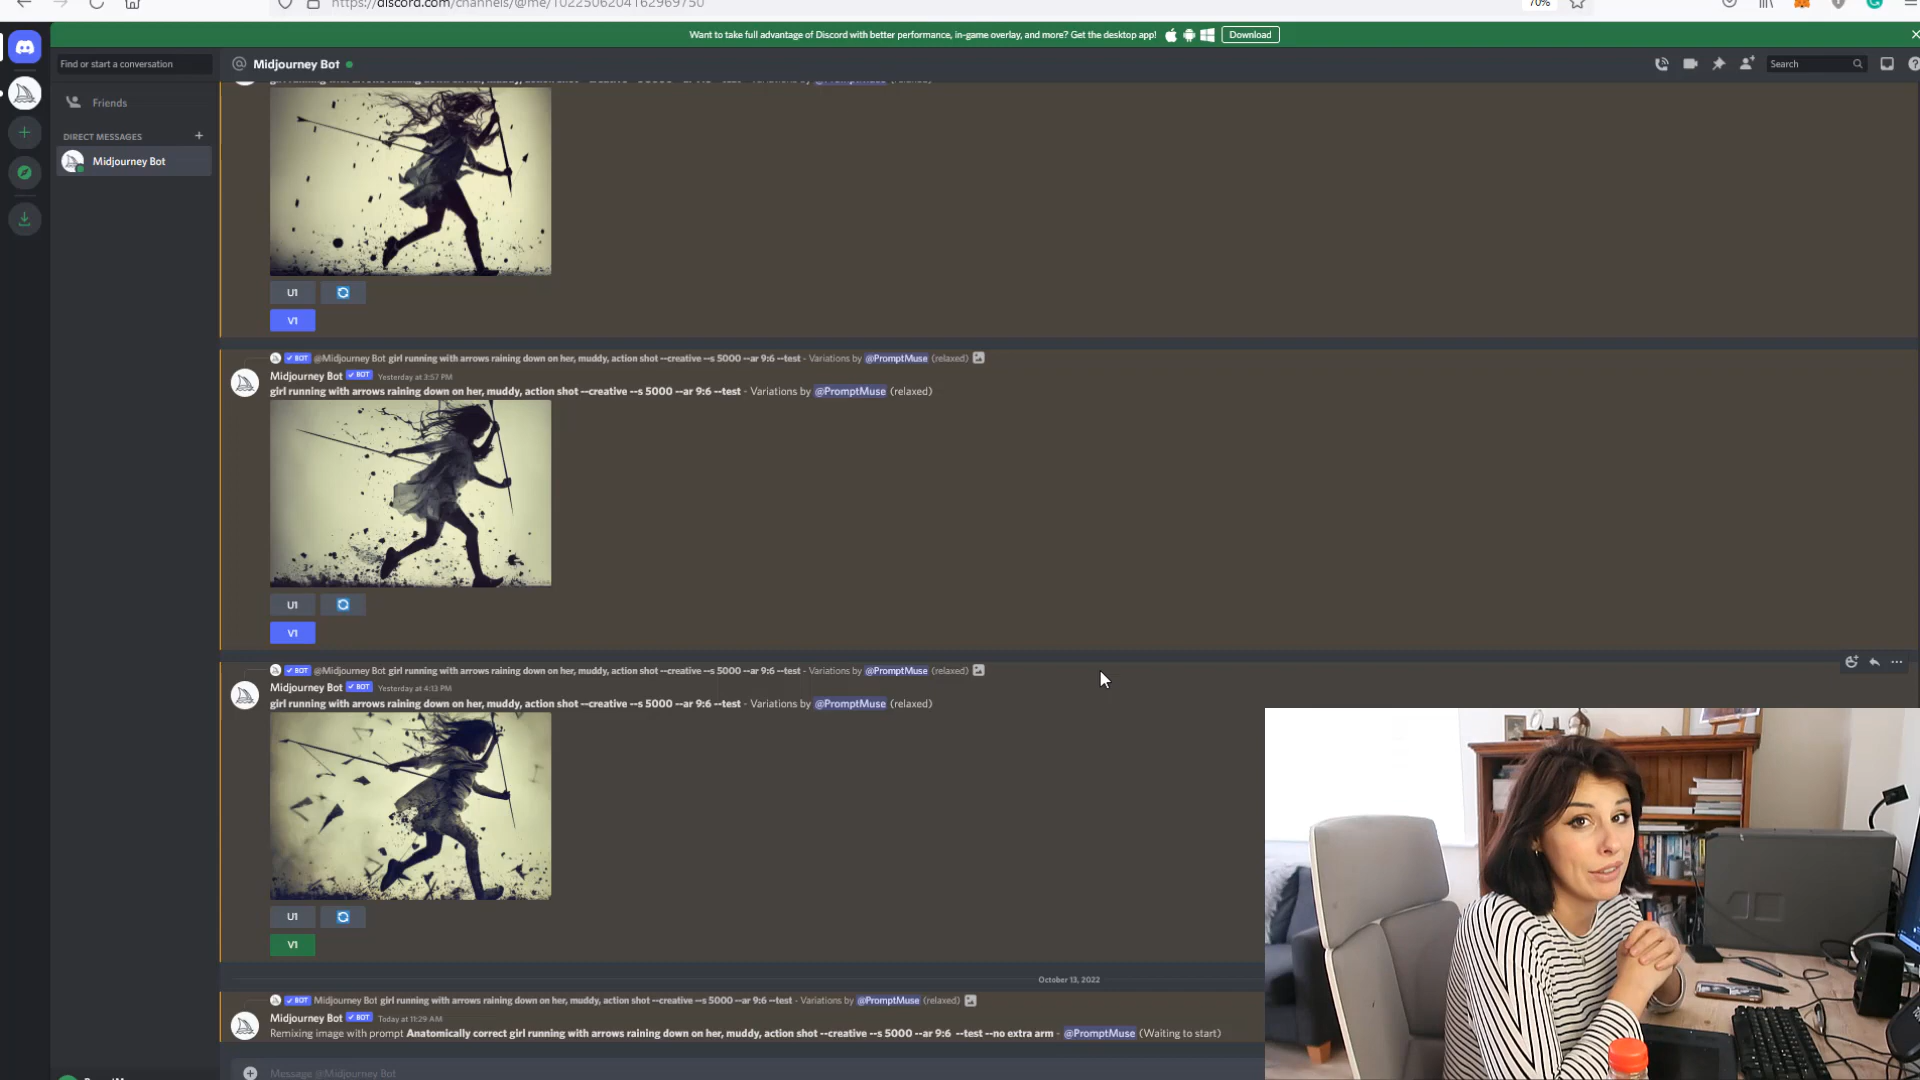 https://discord.com/channels/@me/1022506204162969750
70%
Want to take full advantage of Discord with better performance, in-game overlay, and more? Get the desktop app!
Download
Find or start a conversation
Midjourney Bot
Search
Variations by @PromptMuse (relaxed)
Friends
DIRECT MESSAGES
Midjourney Bot
U1
V1
BOT @Midjourney Bot girl running with arrows raining down on her, muddy, action shot --creative --s 5000 --ar 9:6 --test - Variations by @PromptMuse (relaxed)
Midjourney Bot BOT Yesterday at 3:57 PM
girl running with arrows raining down on her, muddy, action shot --creative --s 5000 --ar 9:6 --test - Variations by @PromptMuse (relaxed)
U1
V1
BOT @Midjourney Bot girl running with arrows raining down on her, muddy, action shot --creative --s 5000 --ar 9:6 --test - Variations by @PromptMuse (relaxed)
Midjourney Bot BOT Yesterday at 4:13 PM
girl running with arrows raining down on her, muddy, action shot --creative --s 5000 --ar 9:6 --test - Variations by @PromptMuse (relaxed)
U1
V1
October 13, 2022
BOT Midjourney Bot girl running with arrows raining down on her, muddy, action shot --creative --s 5000 --ar 9:6 --test - Variations by @PromptMuse (relaxed)
Midjourney Bot BOT Today at 11:29 AM
Remixing image with prompt Anatomically correct girl running with arrows raining down on her, muddy, action shot --creative --s 5000 --ar 9:6 --test --no extra arm - @PromptMuse (Waiting to start)
Message @Midjourney Bot